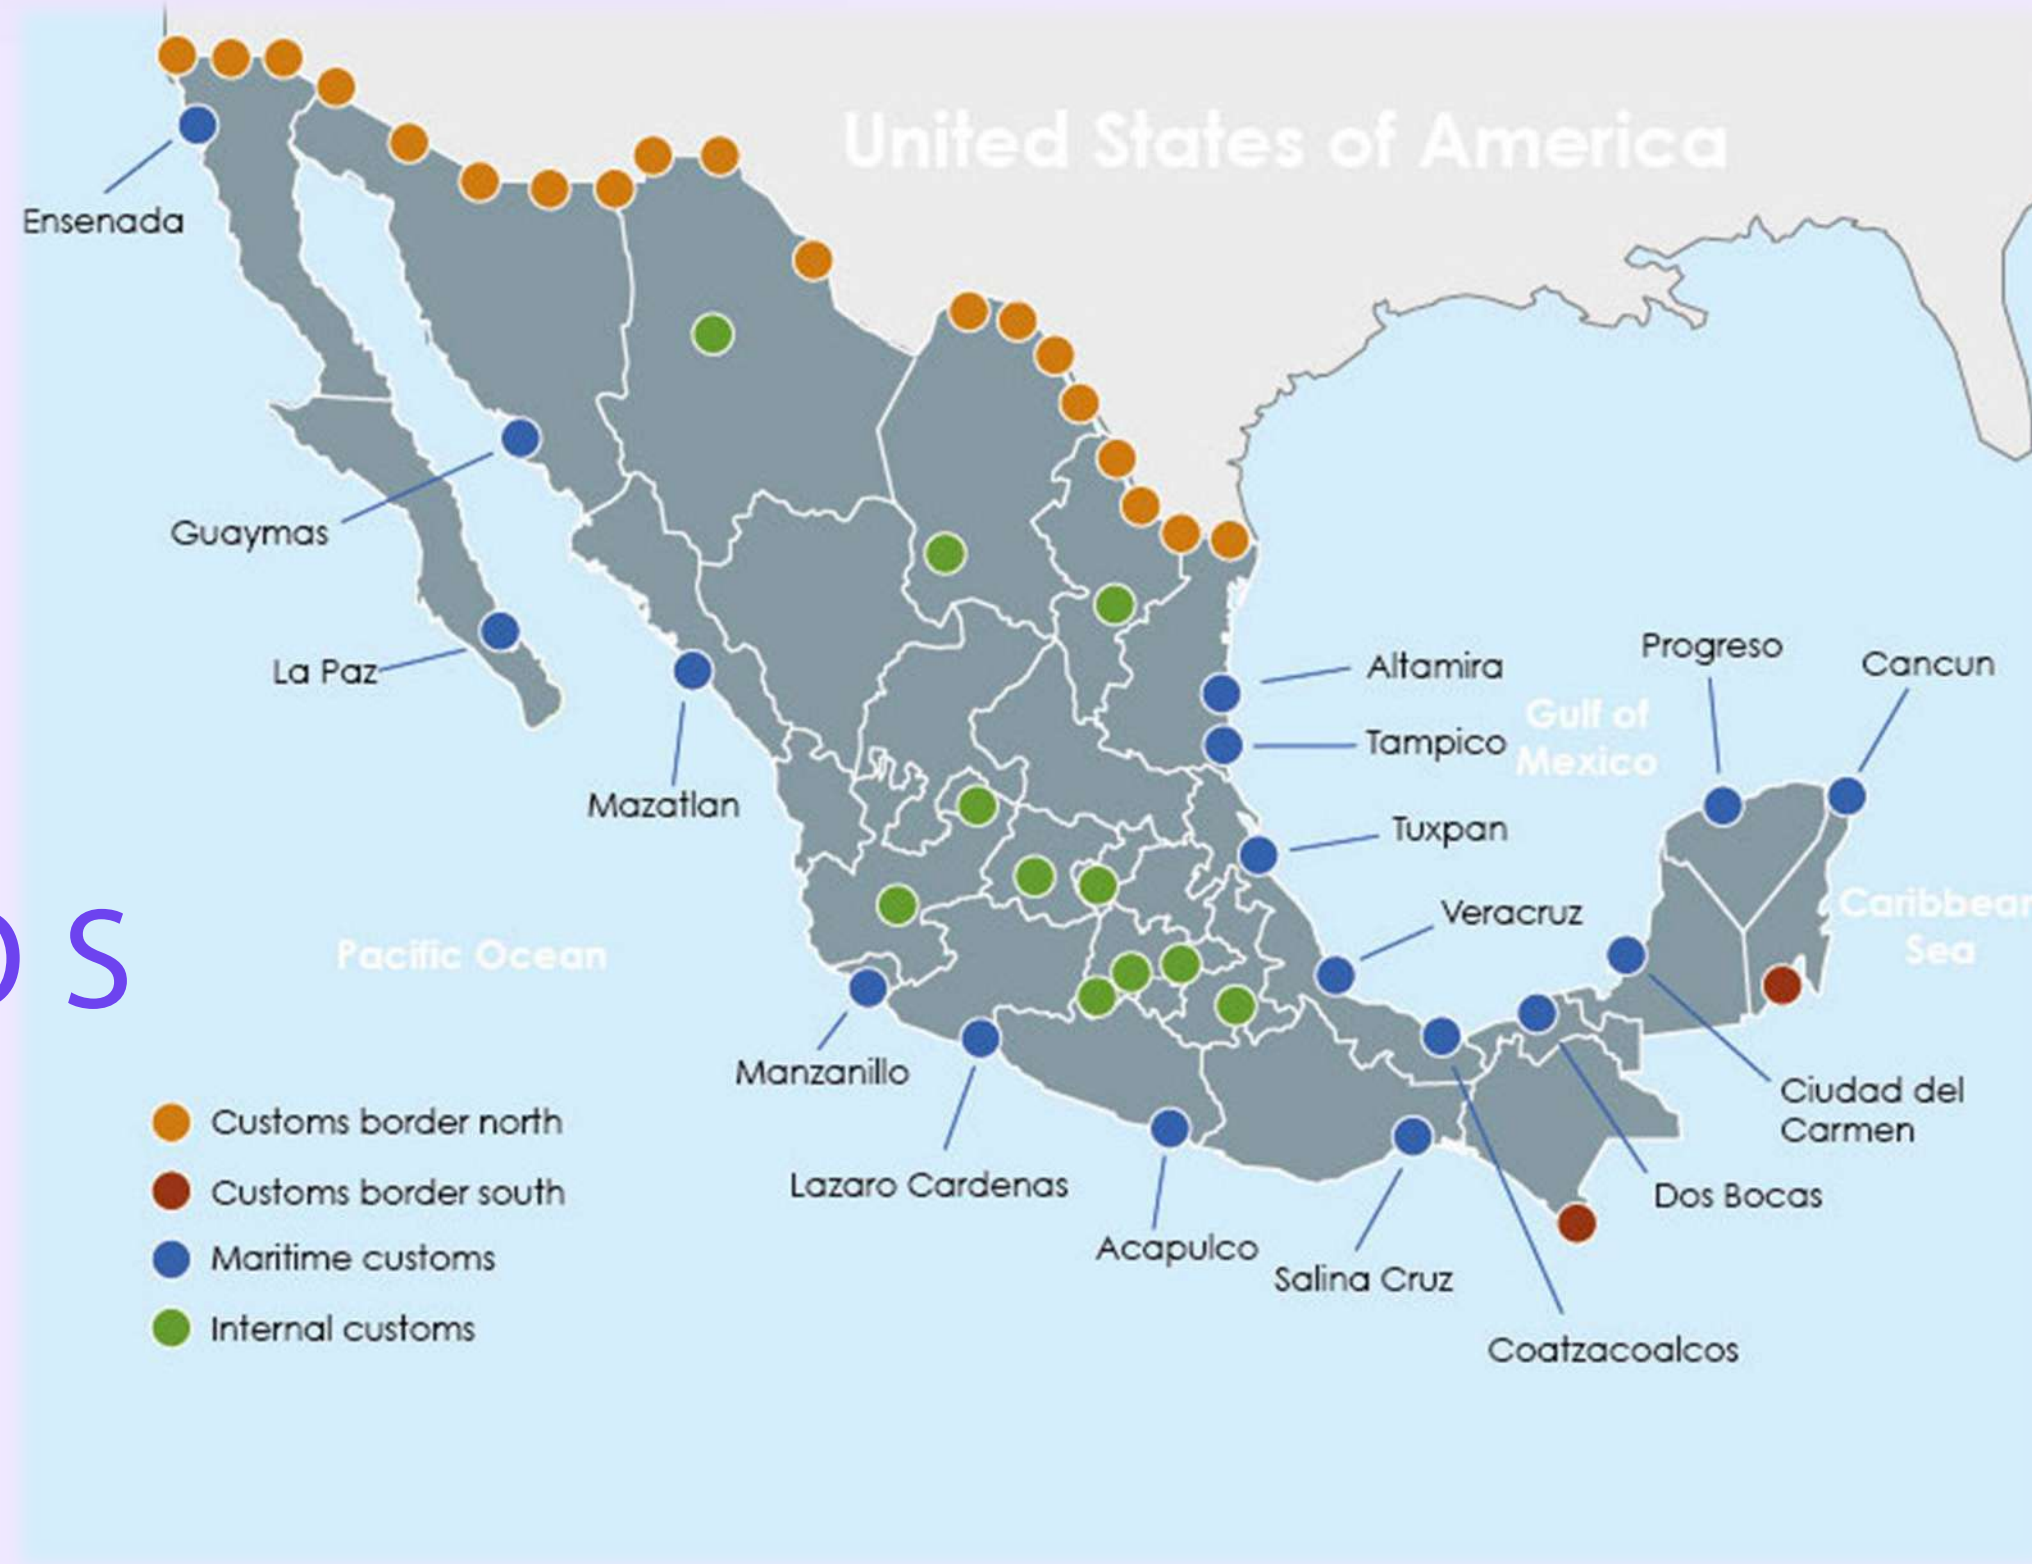 United States of America
Ensenada
Guaymas
La Paz
Mazatlan
Altamira
Progreso
Cancun
Gulf of
Mexico
Tampico
Tuxpan
Veracruz
Caribbean
Sea
Pacific Ocean
OS
Manzanillo
Lazaro Cardenas
Acapulco
Salina Cruz
Coatzacoalcos
Dos Bocas
Ciudad del
Carmen
Customs border north
Customs border south
Maritime customs
Internal customs